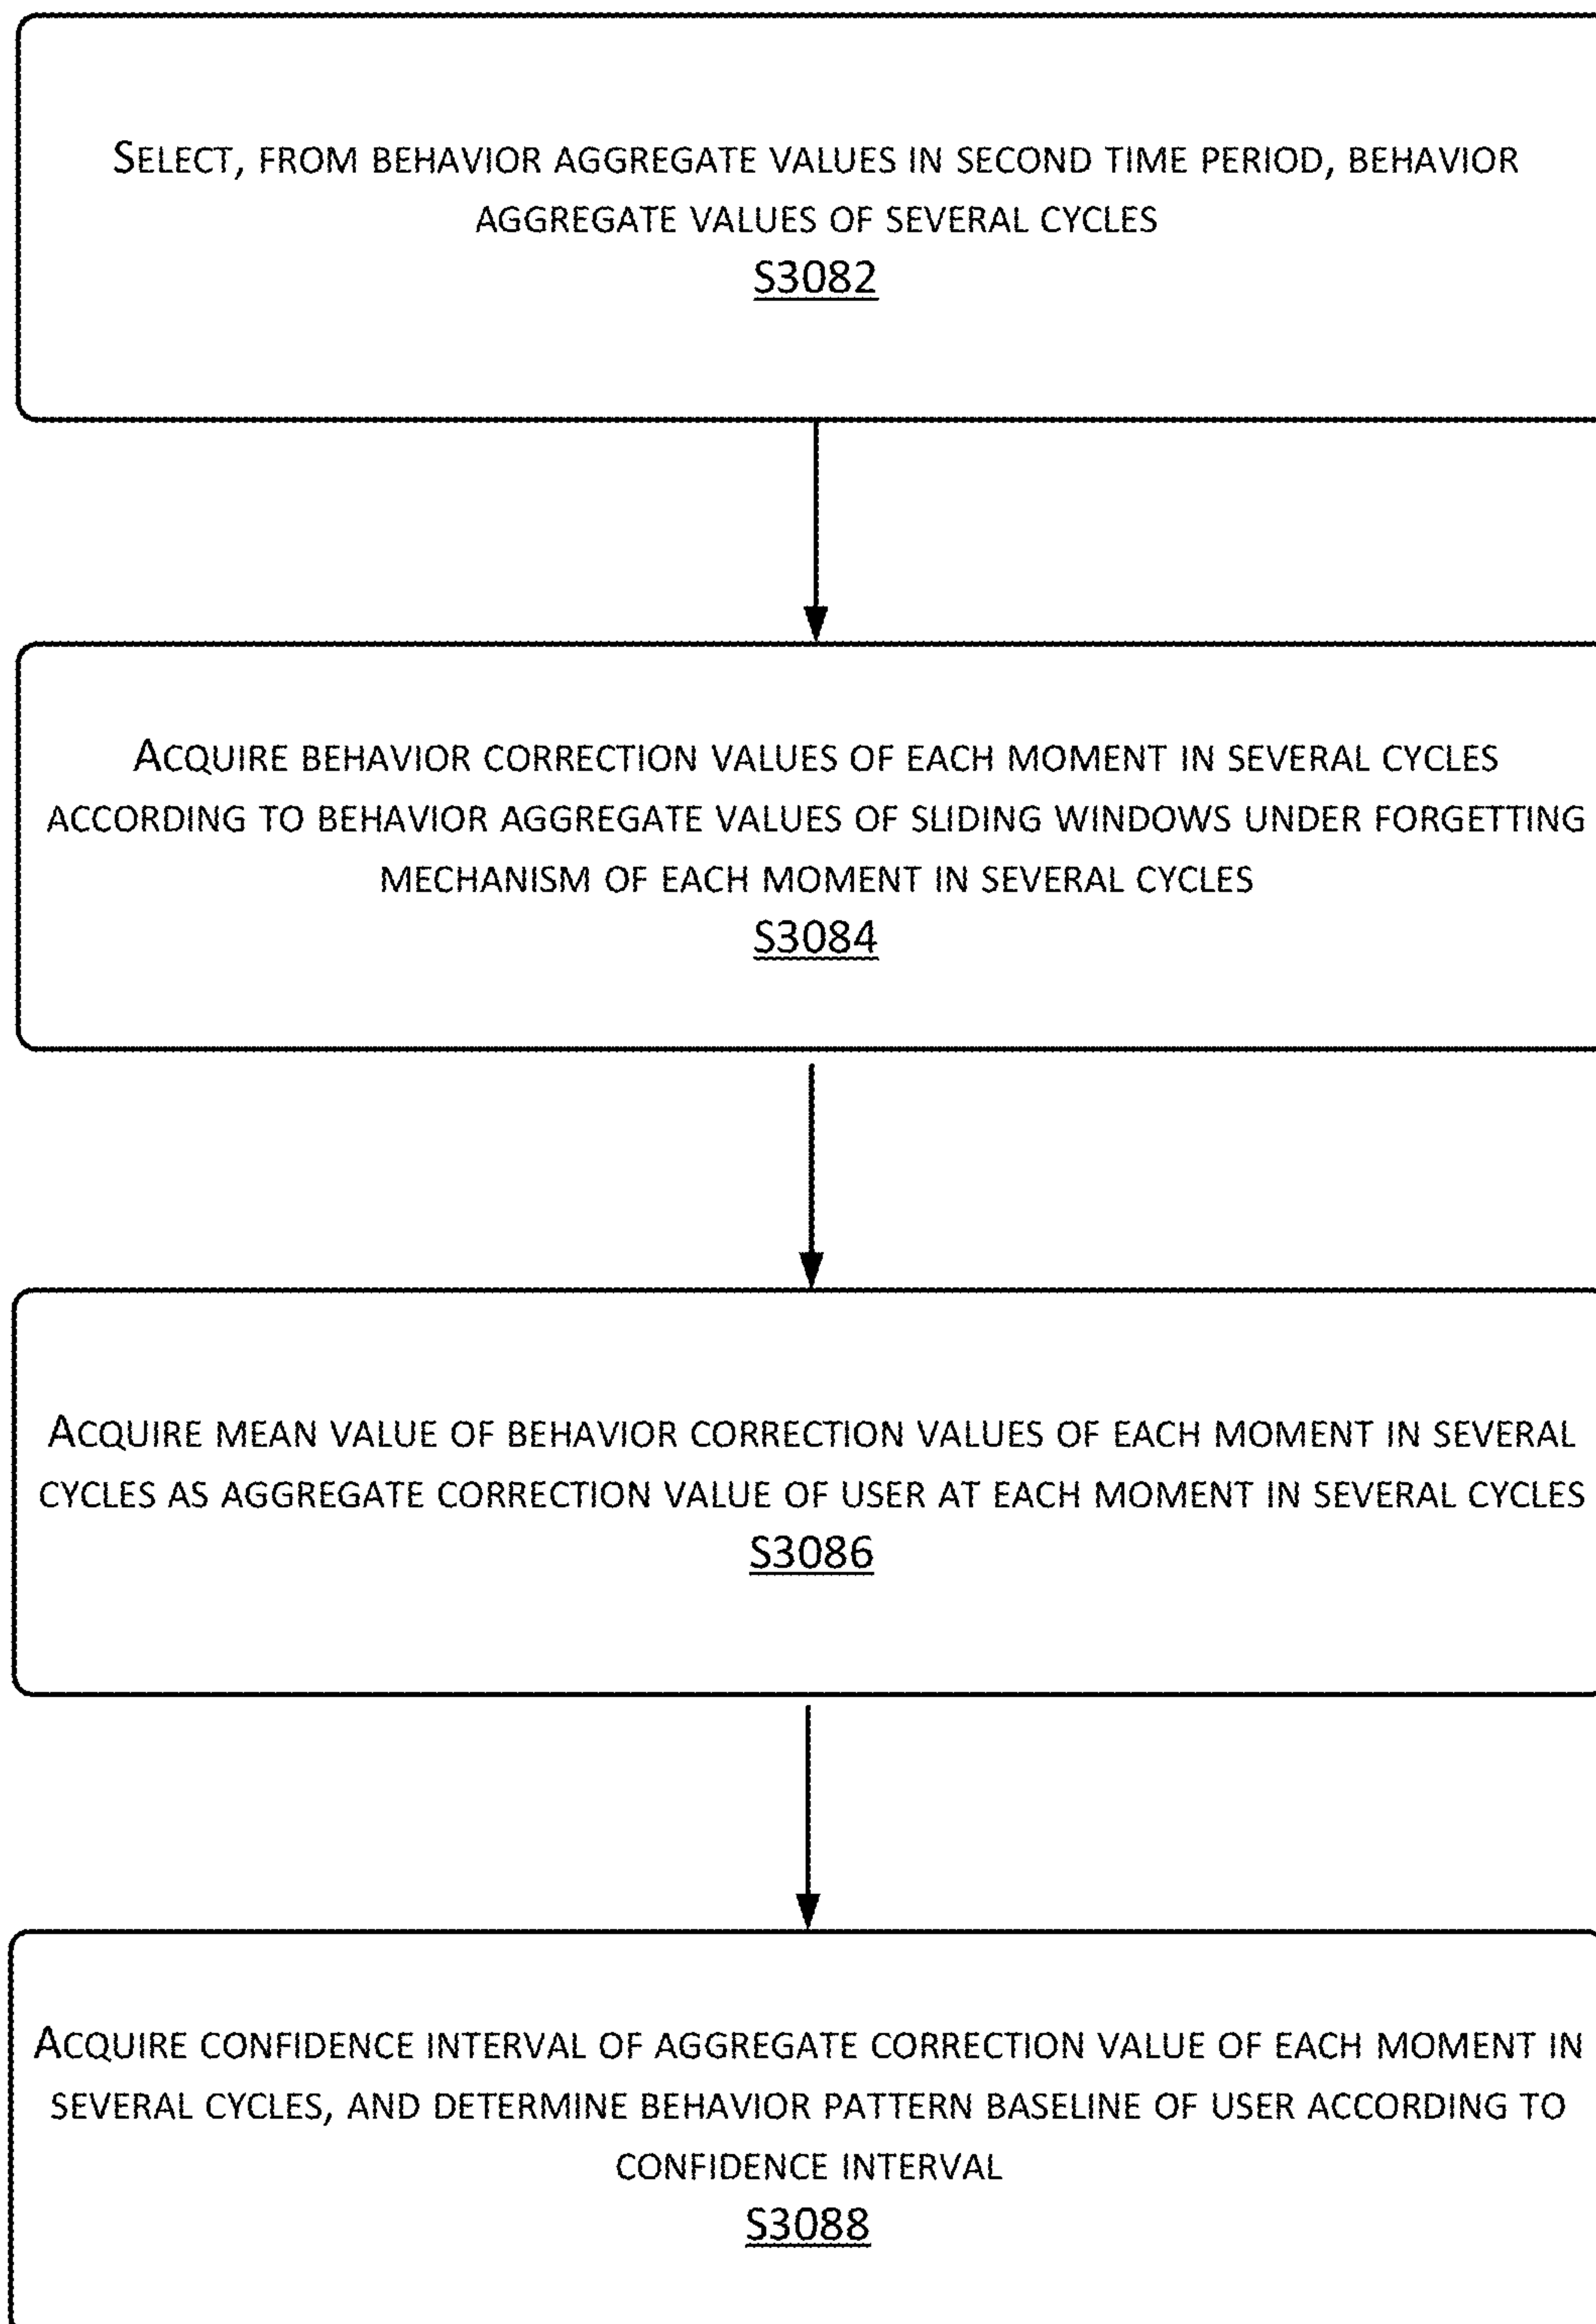 SELECT, FROM BEHAVIOR AGGREGATE VALUES IN SECOND TIME PERIOD, BEHAVIOR
AGGREGATE VALUES OF SEVERAL CYCLES
S3082
ACQUIRE BEHAVIOR CORRECTION VALUES OF EACH MOMENT IN SEVERAL CYCLES
ACCORDING TO BEHAVIOR AGGREGATE VALUES OF SLIDING WINDOWS UNDER FORGETTING
MECHANISM OF EACH MOMENT IN SEVERAL CYCLES
S3084
ACQUIRE MEAN VALUE OF BEHAVIOR CORRECTION VALUES OF EACH MOMENT IN SEVERAL
CYCLES AS AGGREGATE CORRECTION VALUE OF USER AT EACH MOMENT IN SEVERAL CYCLES
S3086
ACQUIRE CONFIDENCE INTERVAL OF AGGREGATE CORRECTION VALUE OF EACH MOMENT IN
SEVERAL CYCLES, AND DETERMINE BEHAVIOR PATTERN BASELINE OF USER ACCORDING TO
CONFIDENCE INTERVAL
S3088